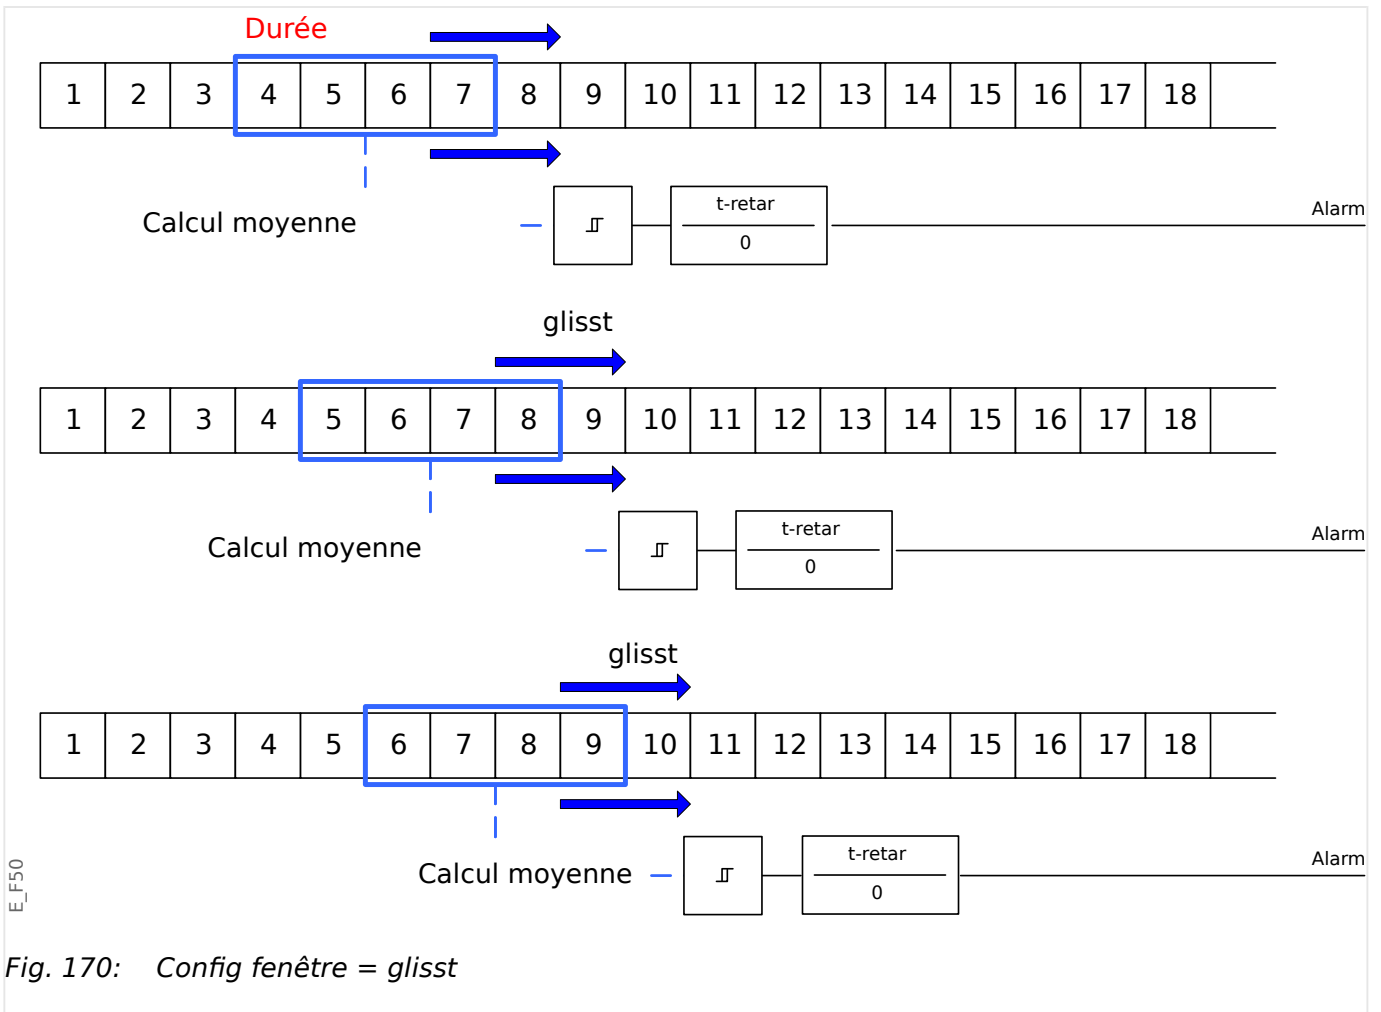 Durée
1 2 3 4 5 6 7 8 9 10 11 12 13 14 15 16 17 18
t-retar
Alarm
Calcul moyenne
0
glisst
1 2 3 4 5 6 7 8 9 10 11 12 13 14 15 16 17 18
t-retar
Alarm
Calcul moyenne
0
glisst
1 2 3 4 5 6 7 8 9 10 11 12 13 14 15 16 17 18
t-retar
Alarm
Calcul moyenne
0
E_F50
Fig. 170: Config fenêtre = glisst